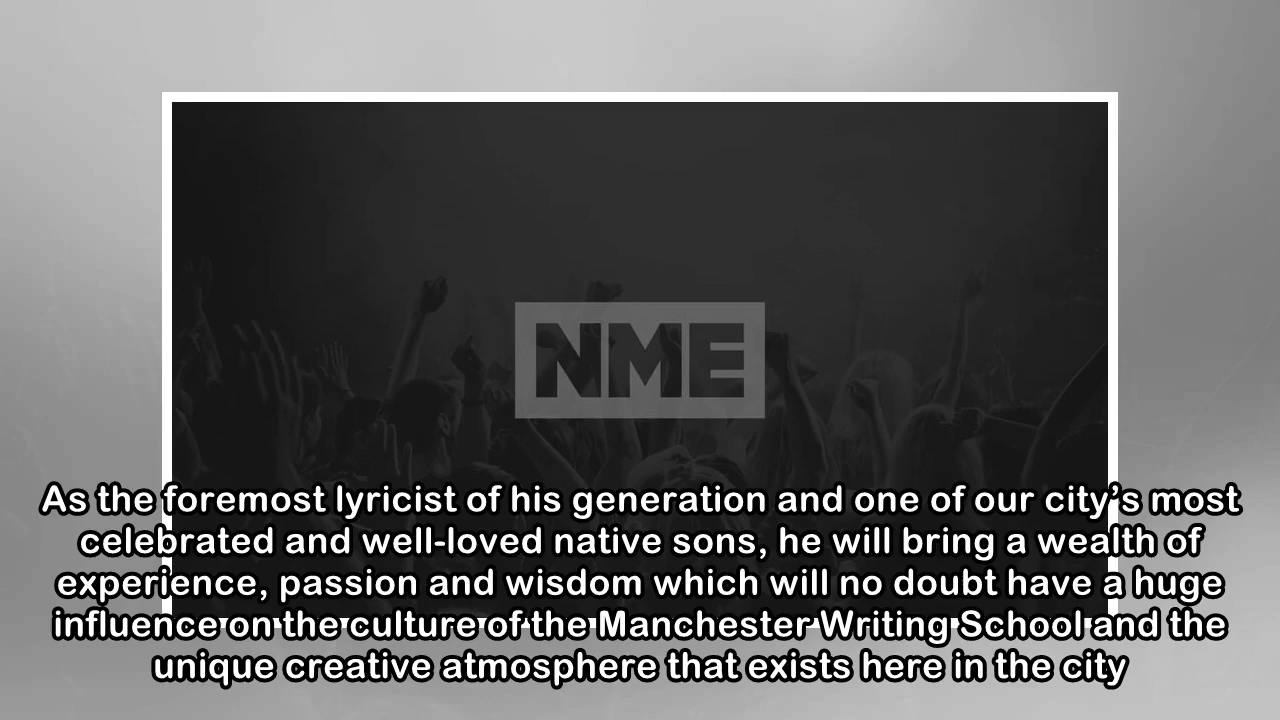 NME
As the foremost lyricist of his generation and one of our city’s most
celebrated and well-loved native sons, he will bring a wealth of
experience, passion and wisdom which will no doubt have a huge
influence on the culture of the Manchester Writing School and the
unique creative atmosphere that exists here in the city